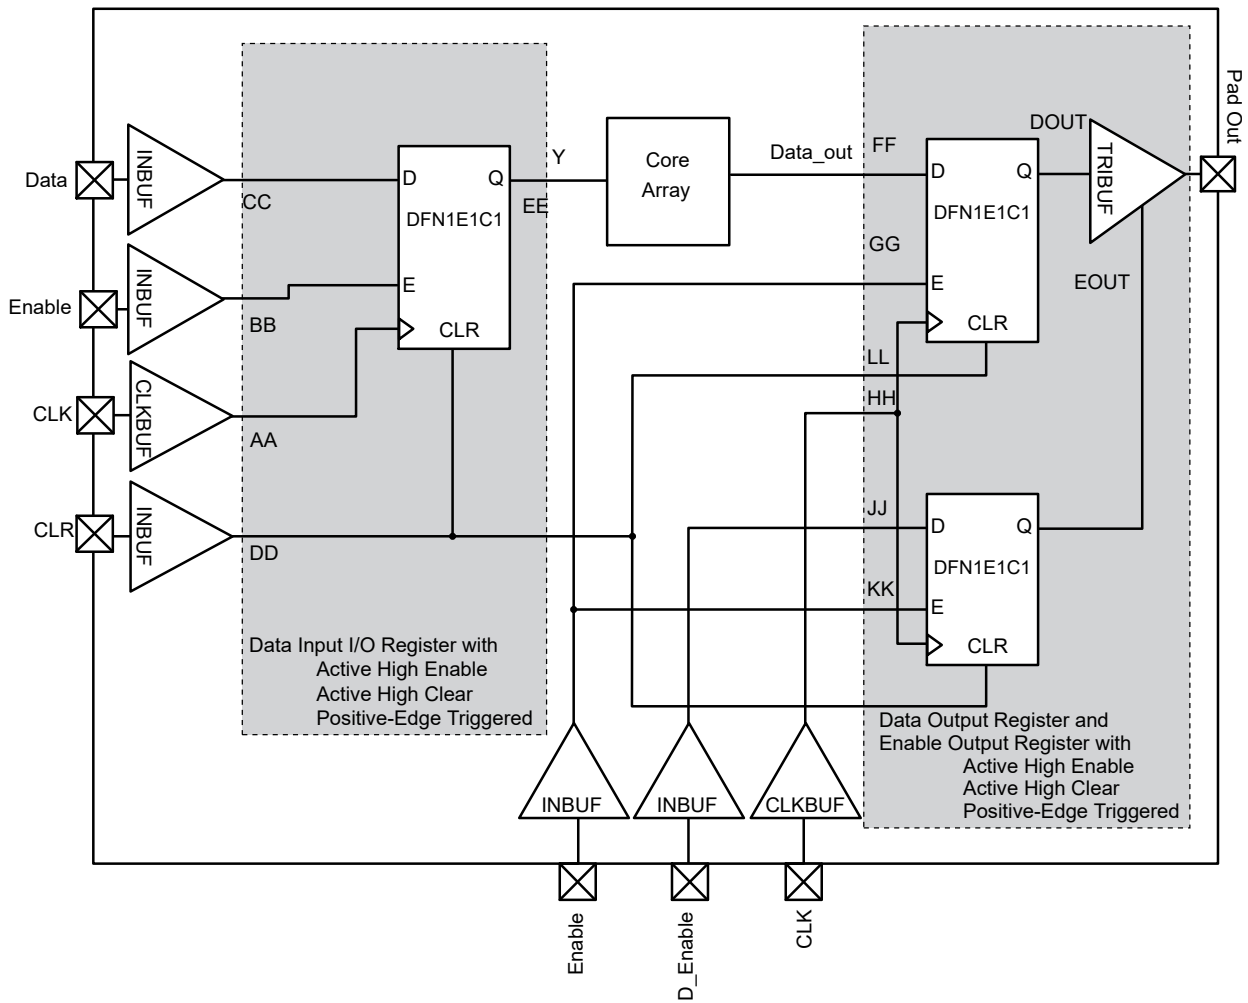 Pad Out
Data
INBUF
CC
D
Q
DFN1E1C1
E
CLR
Y
EE
Core
Array
Data_out
FF
D
Q
DFN1E1C1
GG
E
CLR
DOUT
TRIBUF
EOUT
Enable
INBUF
BB
CLK
CLKBUF
AA
CLR
INBUF
DD
LL
HH
JJ
D
Q
DFN1E1C1
KK
E
CLR
Data Input I/O Register with
Active High Enable
Active High Clear
Positive-Edge Triggered
Data Output Register and
Enable Output Register with
Active High Enable
Active High Clear
Positive-Edge Triggered
INBUF
INBUF
CLKBUF
Enable
D_Enable
CLK